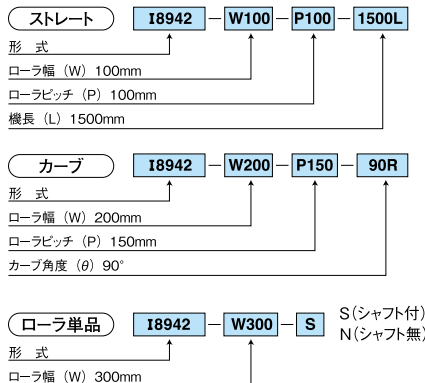 ストレート I8942 － W100 － P100 － 1500L
形　式
ローラ幅（W）100mm
ローラピッチ（P）100mm
機長（L）1500mm
カーブ I8942 － W200 － P150 － 90R
形　式
ローラ幅（W）200mm
ローラピッチ（P）150mm
カーブ角度（θ）90°
ローラ単品 I8942 － W300 － S S（シャフト付）
N（シャフト無）
形　式
ローラ幅（W）300mm